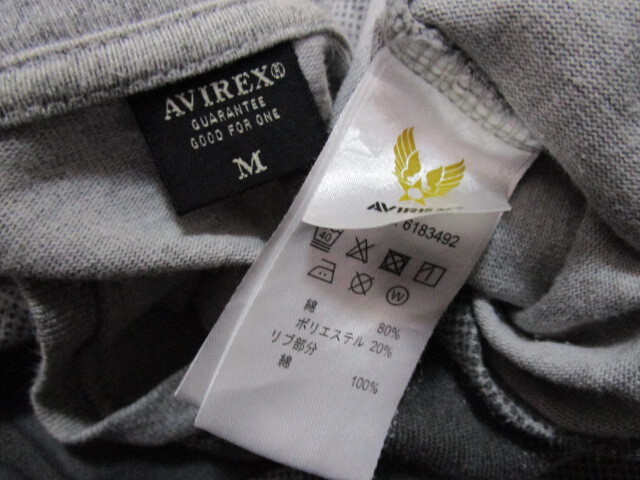 AVIREX®
GUARANTEE
GOOD FOR ONE
M
AVIREX
6183492
40
W
綿 80%
ポリエステル 20%
リブ部分
綿 100%